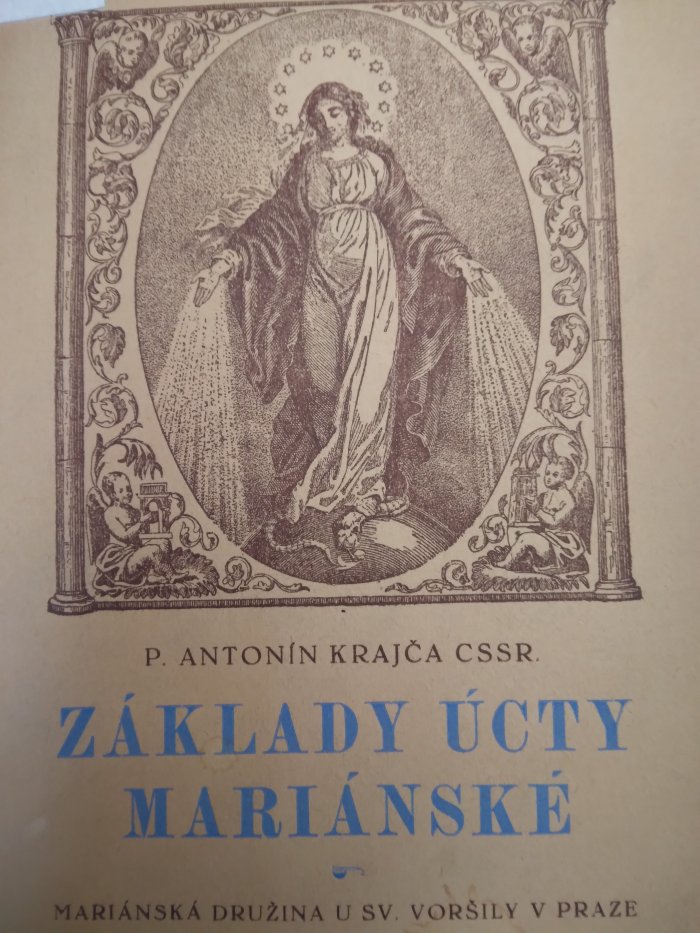 P. ANTONÍN KRAJČA CSSR.
ZÁKLADY ÚCTY
MARIÁNSKÉ
MARIÁNSKÁ DRUŽINA U SV. VORŠILY V PRAZE